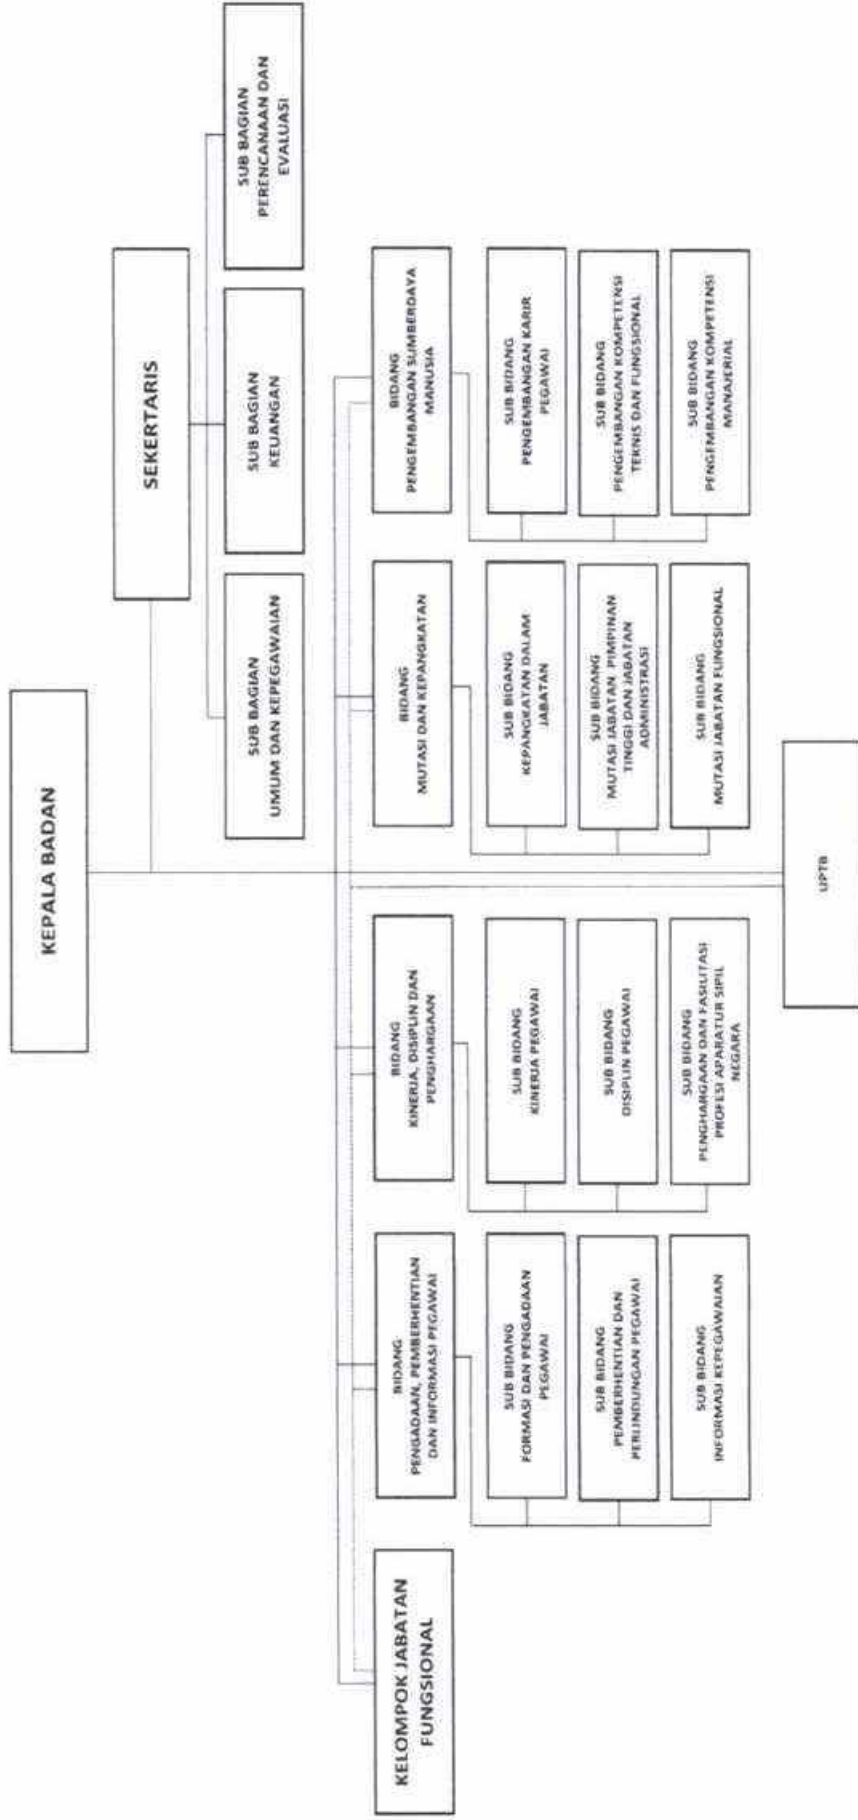 KEPALA BADAN
SEKERTARIS
SUB BAGIAN
UMUM DAN KEPEGAWAIAN
SUB BAGIAN
KEUANGAN
SUB BAGIAN
PERENCANAAN DAN
EVALUASI
KELOMPOK JABATAN
FUNGSIONAL
BIDANG
PENGADAAN, PEMBERHENTIAN
DAN INFORMASI PEGAWAI
SUB BIDANG
FORMASI DAN PENGADAAN
PEGAWAI
SUB BIDANG
PEMBERHENTIAN DAN
PERLINDUNGAN PEGAWAI
SUB BIDANG
INFORMASI KEPEGAWAIAN
BIDANG
KINERJA, DISIPLIN DAN
PENGHARGAAN
SUB BIDANG
KINERJA PEGAWAI
SUB BIDANG
DISIPLIN PEGAWAI
SUB BIDANG
PENGHARGAAN DAN FASILITASI
PROFESI APARATUR SIPIL
NEGARA
BIDANG
MUTASI DAN KEPANGKATAN
SUB BIDANG
KEPANGKATAN DALAM
JABATAN
SUB BIDANG
MUTASI JABATAN PIMPINAN
TINGGI DAN JABATAN
ADMINISTRASI
SUB BIDANG
MUTASI JABATAN FUNGSIONAL
BIDANG
PENGEMBANGAN SUMBERDAYA
MANUSIA
SUB BIDANG
PENGEMBANGAN KARIR
PEGAWAI
SUB BIDANG
PENGEMBANGAN KOMPETENSI
TEKNIS DAN FUNGSIONAL
SUB BIDANG
PENGEMBANGAN KOMPETENSI
MANAJERIAL
UPTB